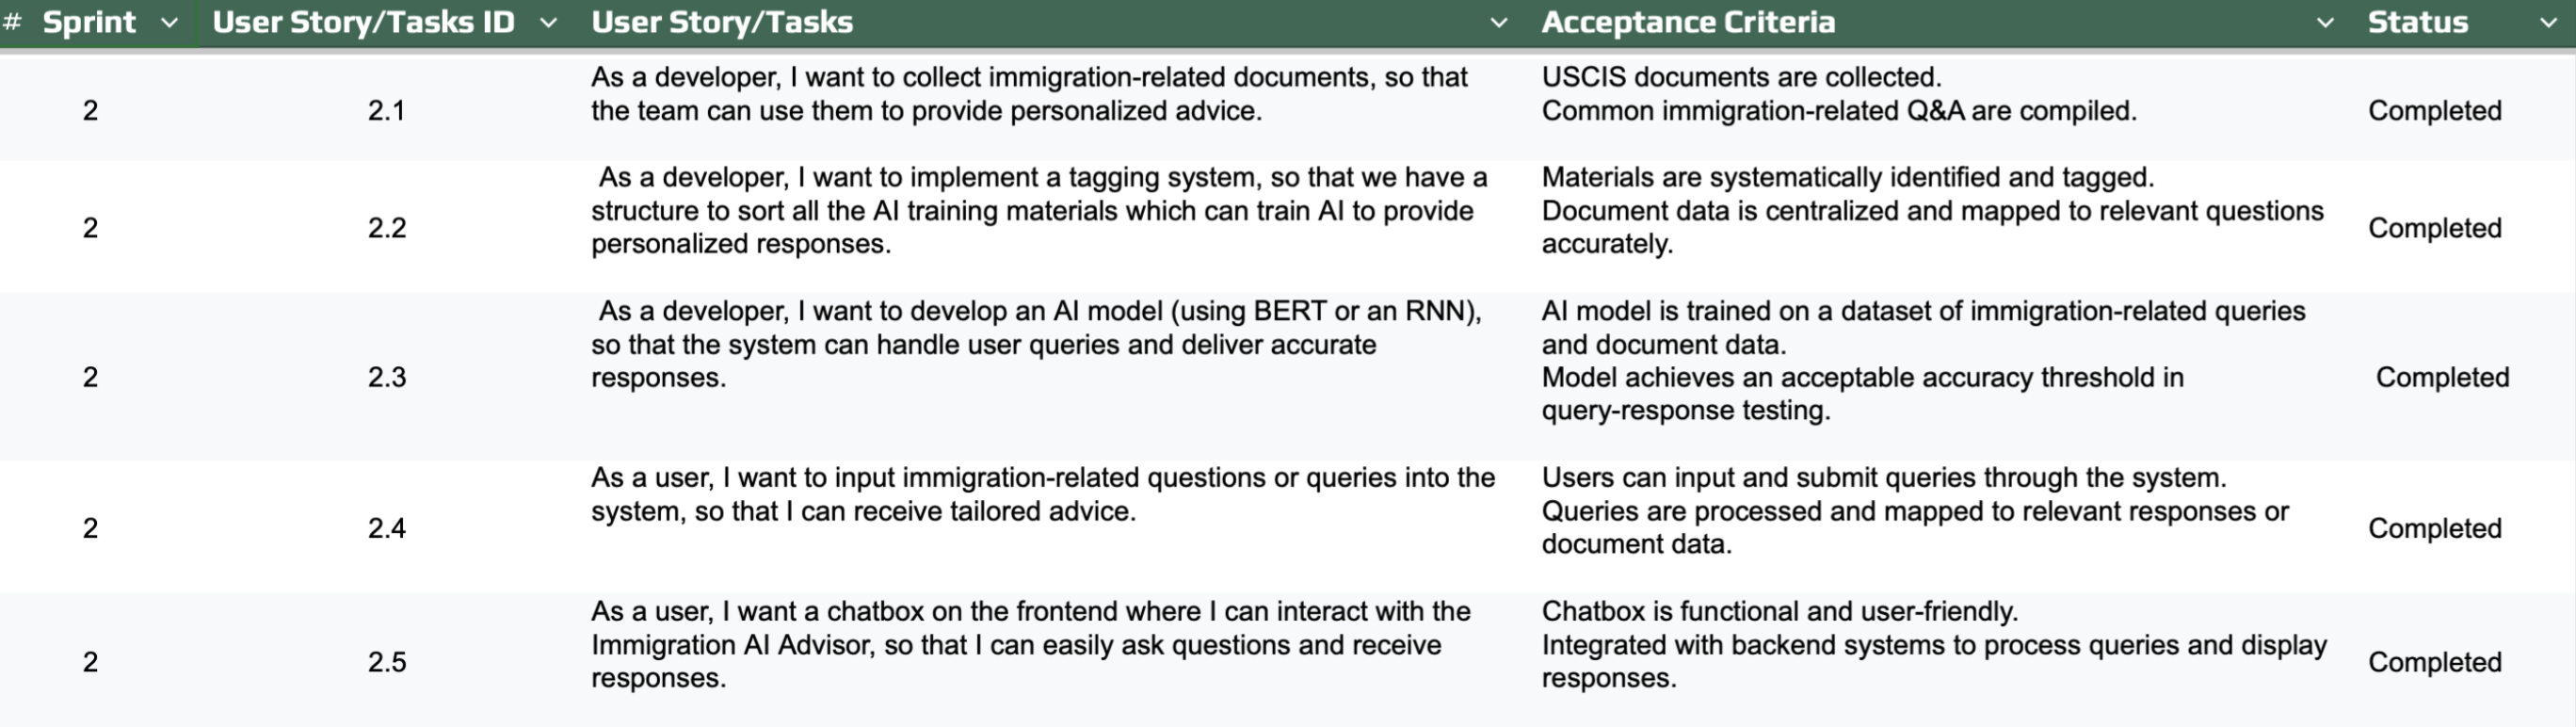 # Sprint User Story/Tasks ID User Story/Tasks Acceptance Criteria Status
2 2.1
As a developer, I want to collect immigration-related documents, so that
the team can use them to provide personalized advice.
USCIS documents are collected.
Common immigration-related Q&A are compiled.
Completed
2 2.2
As a developer, I want to implement a tagging system, so that we have a
structure to sort all the AI training materials which can train AI to provide
personalized responses.
Materials are systematically identified and tagged.
Document data is centralized and mapped to relevant questions
accurately.
Completed
2 2.3
As a developer, I want to develop an AI model (using BERT or an RNN),
so that the system can handle user queries and deliver accurate
responses.
AI model is trained on a dataset of immigration-related queries
and document data.
Model achieves an acceptable accuracy threshold in
query-response testing.
Completed
2 2.4
As a user, I want to input immigration-related questions or queries into the
system, so that I can receive tailored advice.
Users can input and submit queries through the system.
Queries are processed and mapped to relevant responses or
document data.
Completed
2 2.5
As a user, I want a chatbox on the frontend where I can interact with the
Immigration AI Advisor, so that I can easily ask questions and receive
responses.
Chatbox is functional and user-friendly.
Integrated with backend systems to process queries and display
responses.
Completed